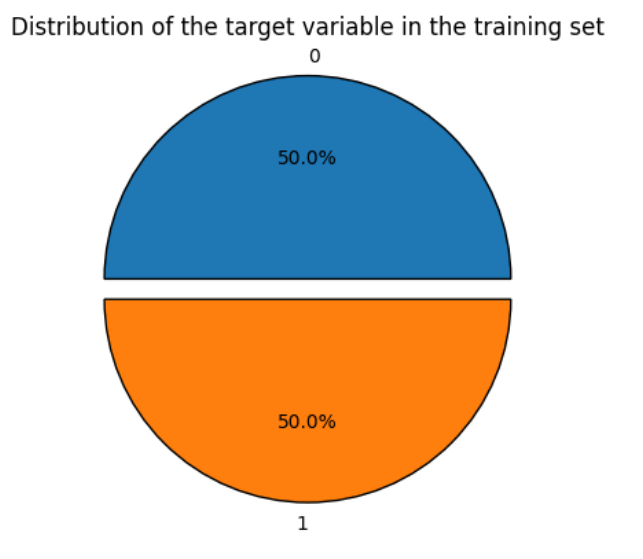 Distribution of the target variable in the training set
0
50.0%
50.0%
1